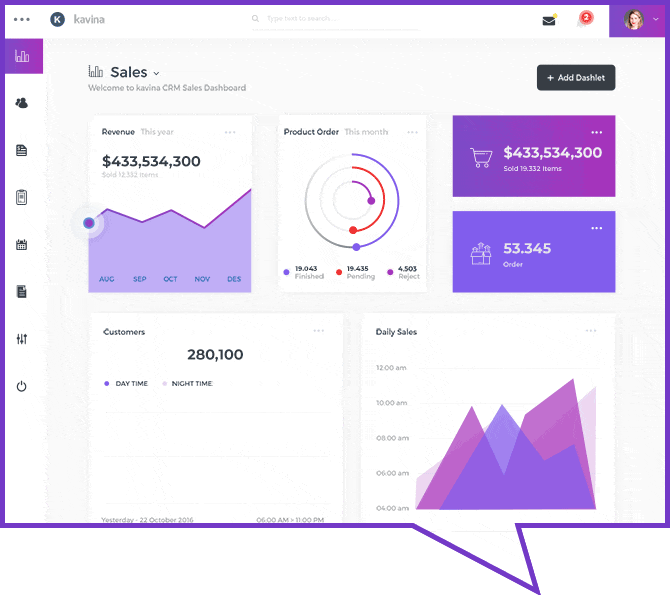 K kavina
Type text to search...
2
Sales
Welcome to kavina CRM Sales Dashboard
+ Add Dashlet
Revenue This year
$433,534,300
Sold 12.332 Items
AUG SEP OCT NOV DES
Product Order This month
19.043 Finished
19.435 Pending
4.503 Reject
$433,534,300
Sold 19.332 Items
53.345
Order
Customers
280,100
DAY TIME NIGHT TIME
Yesterday - 22 October 2016 06:00 AM > 11:00 PM
Daily Sales
12.00 am
10.00 am
08.00 am
06.00 am
04.00 am